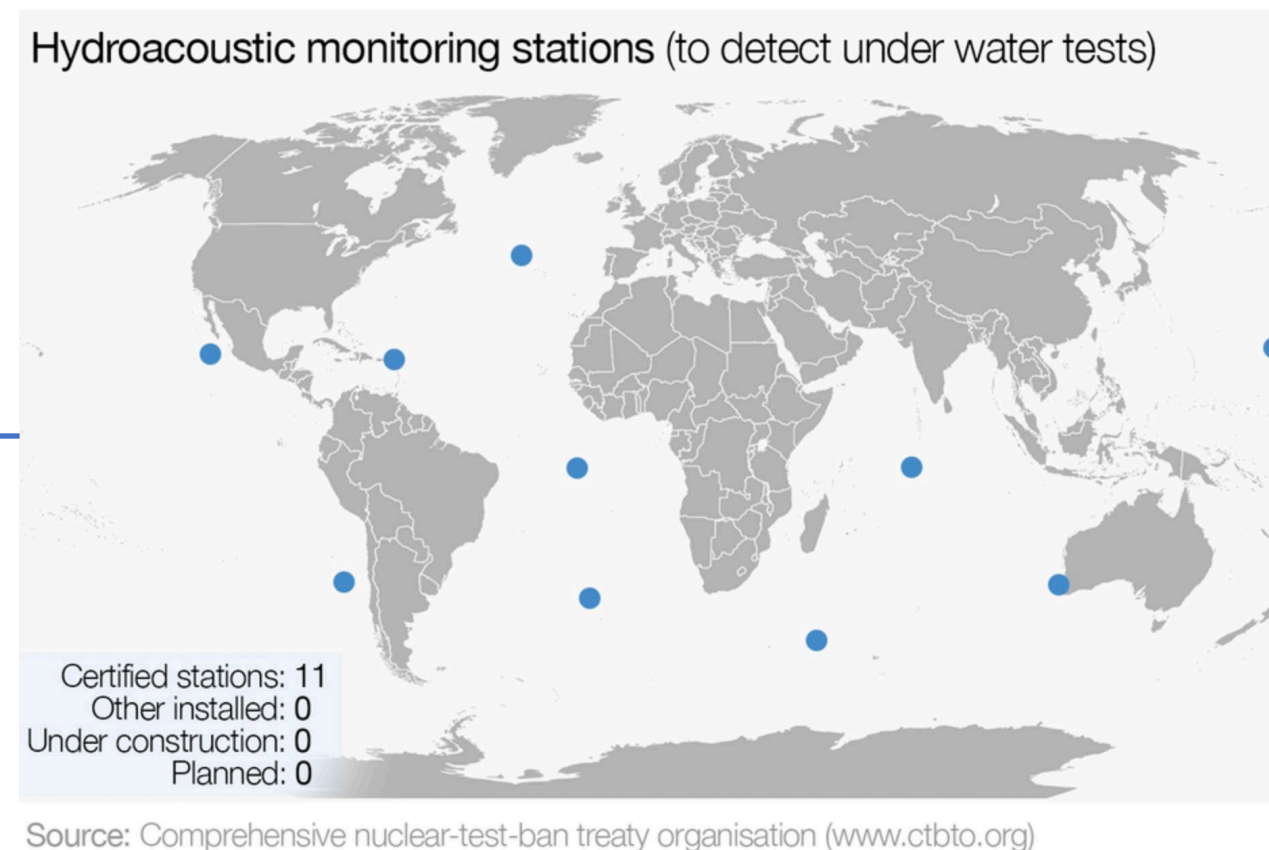 Hydroacoustic monitoring stations (to detect under water tests)
Certified stations: 11
Other installed: 0
Under construction: 0
Planned: 0
Source: Comprehensive nuclear-test-ban treaty organisation (www.ctbto.org)